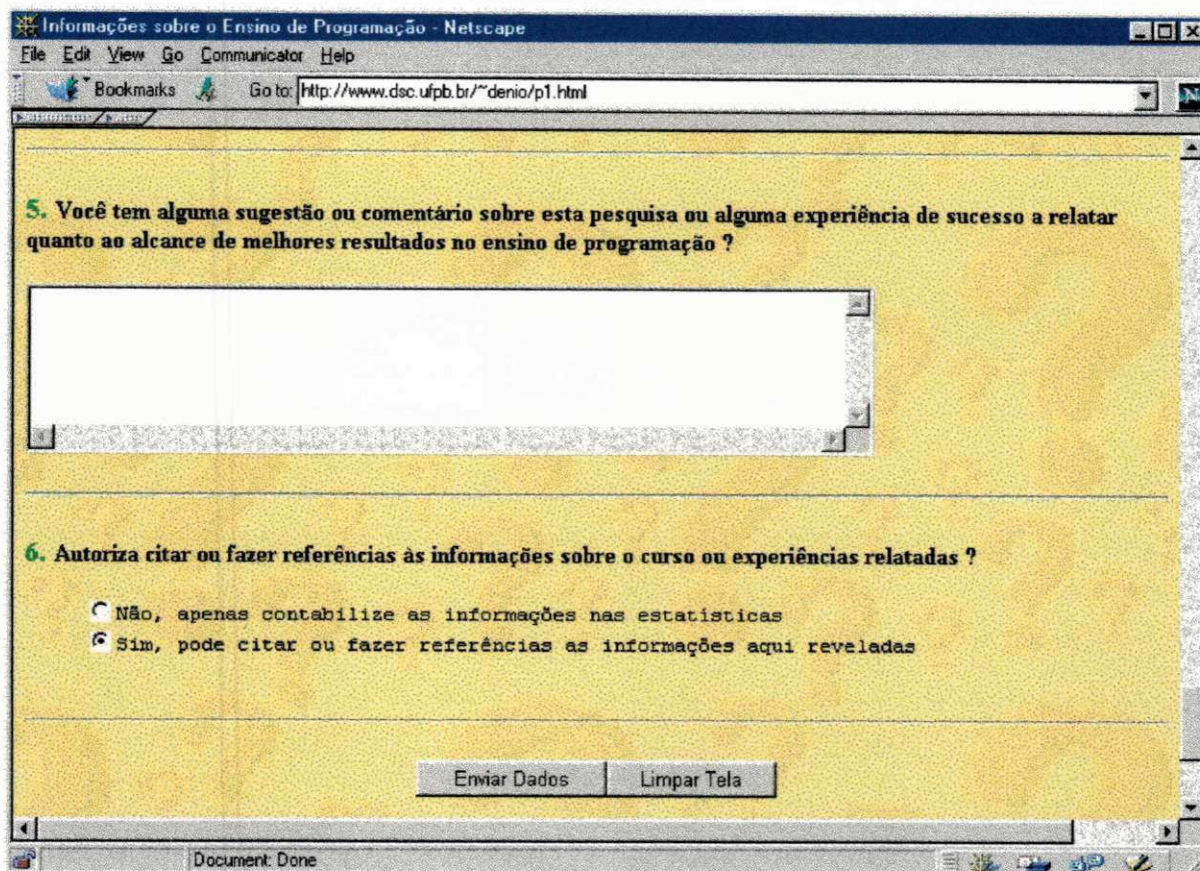 Informações sobre o Ensino de Programação - Netscape
File Edit View Go Communicator Help
Bookmarks Go to: http://www.dsc.ufpb.br/~denio/p1.html
N
5. Você tem alguma sugestão ou comentário sobre esta pesquisa ou alguma experiência de sucesso a relatar
quanto ao alcance de melhores resultados no ensino de programação ?
6. Autoriza citar ou fazer referências às informações sobre o curso ou experiências relatadas ?
Não, apenas contabilize as informações nas estatísticas
Sim, pode citar ou fazer referências as informações aqui reveladas
Enviar Dados Limpar Tela
Document: Done